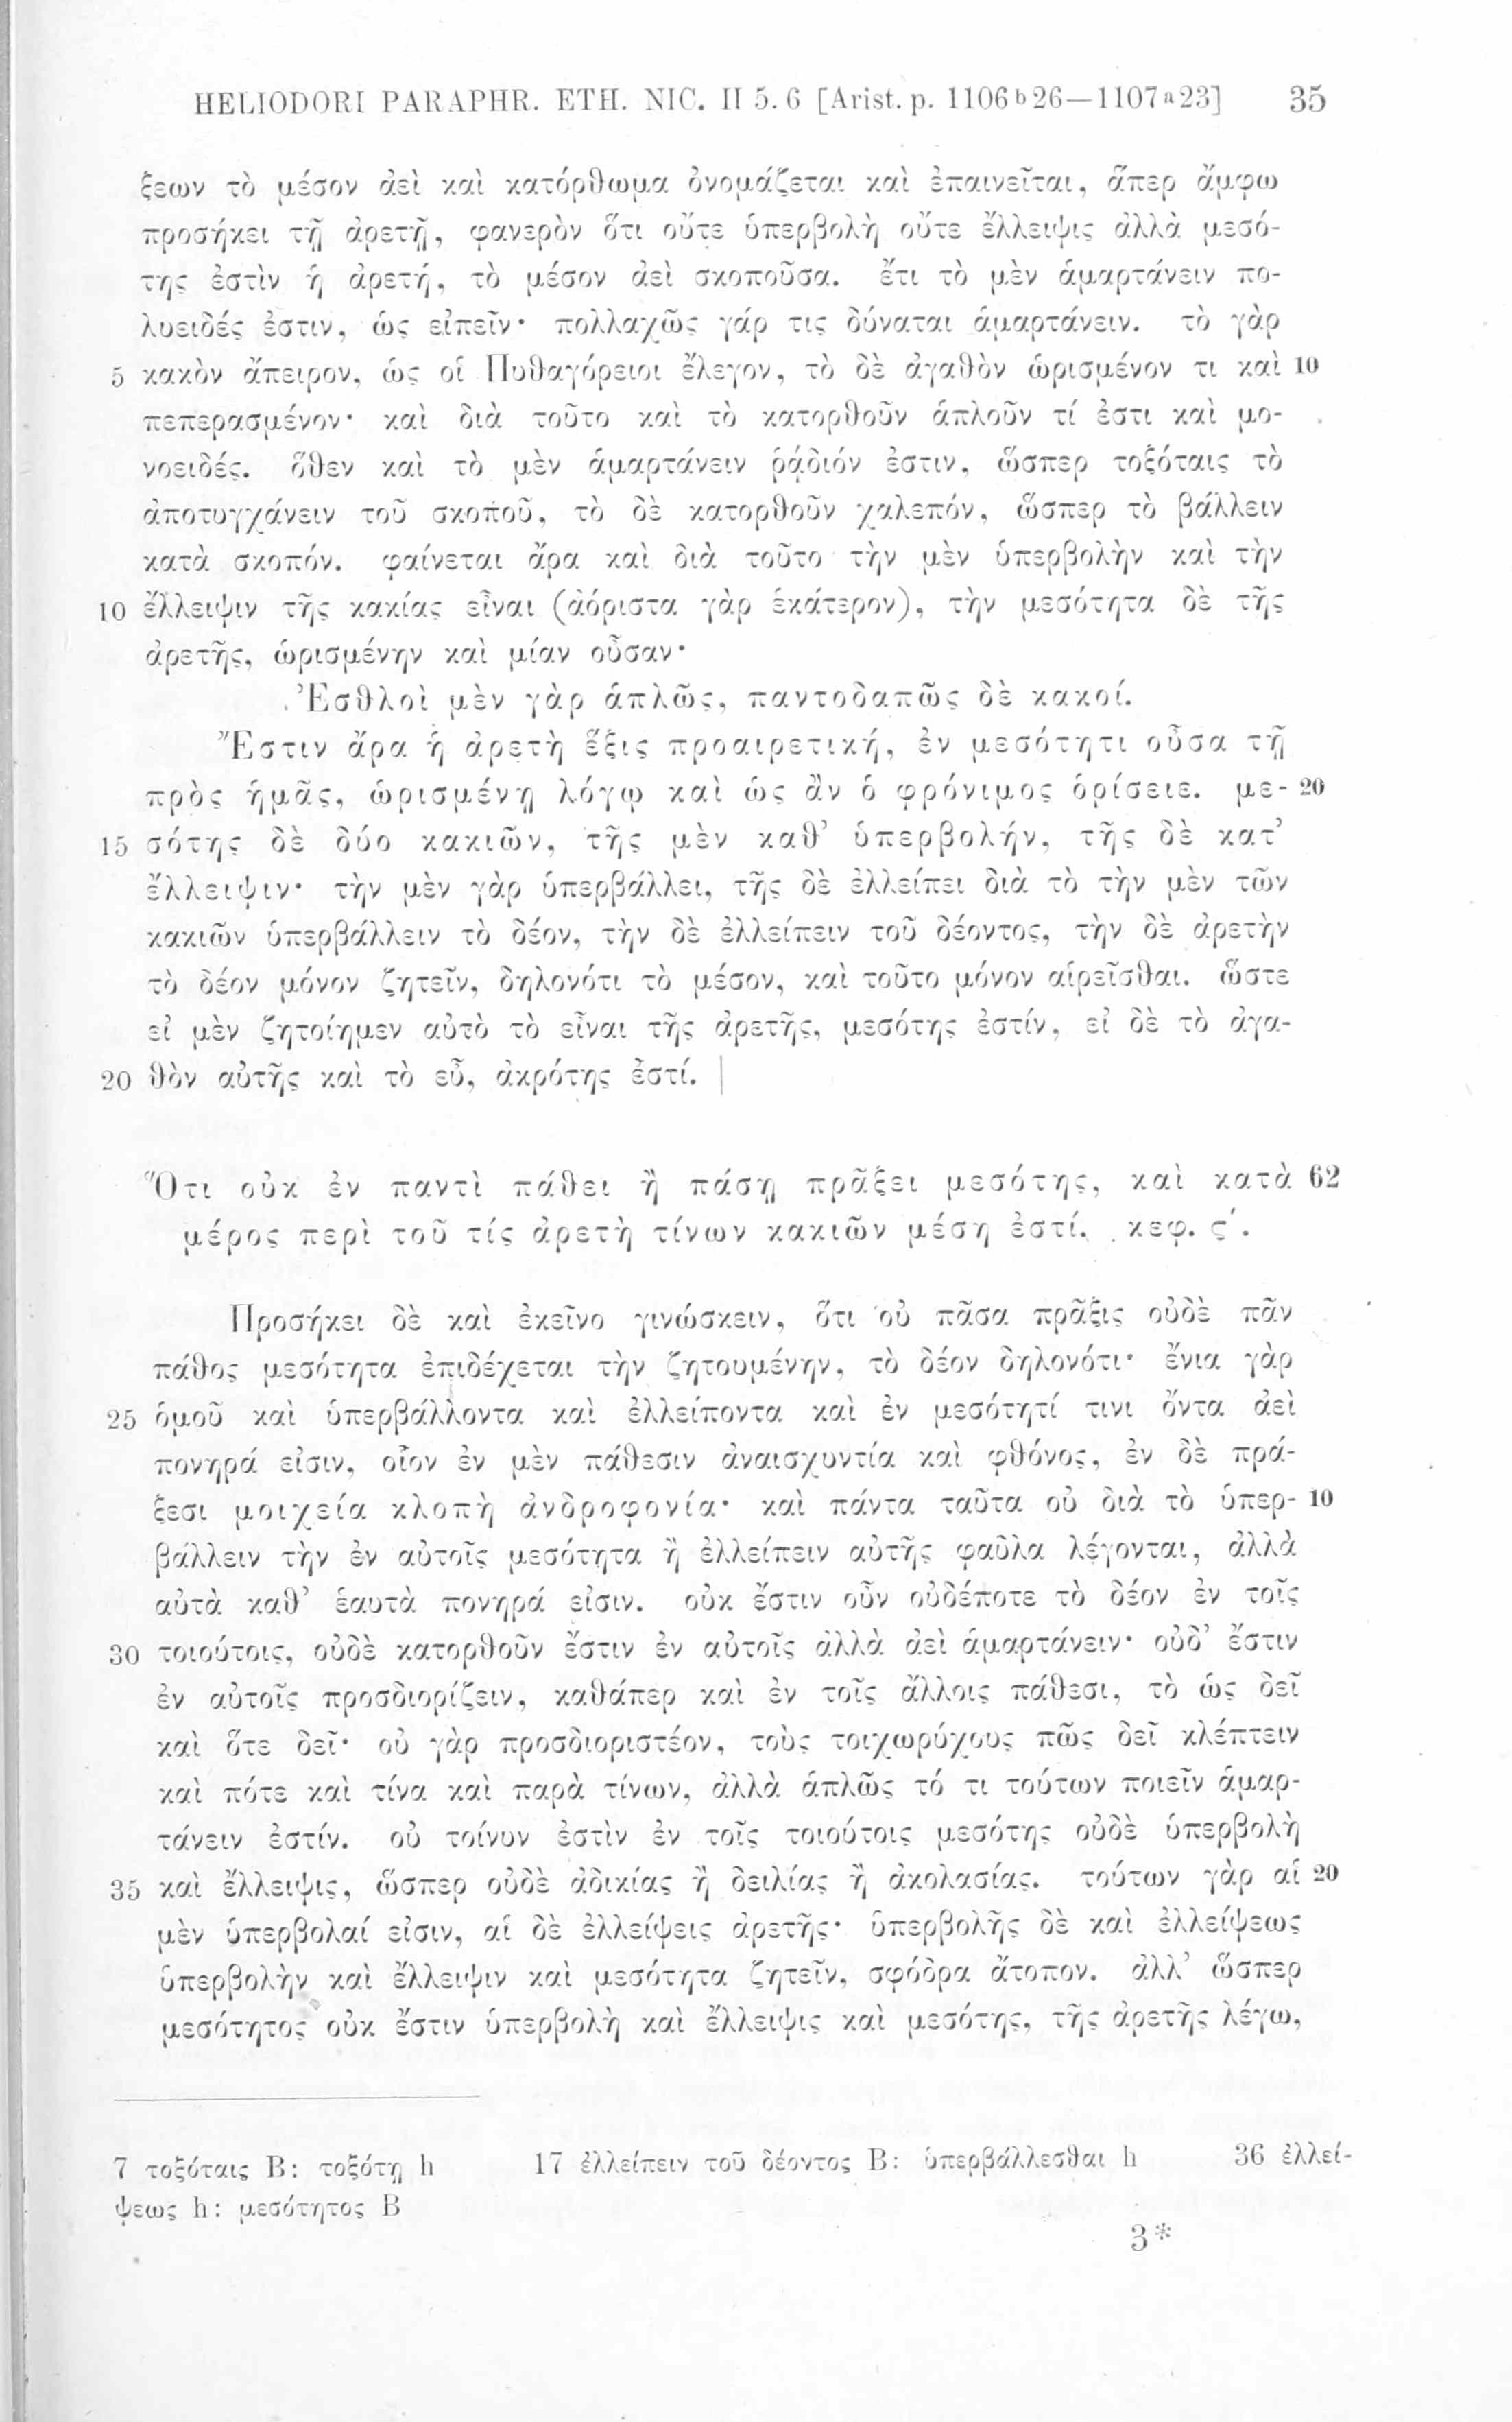 HELIODORI PARAPHR. ETH. NIC. II 5. 6 [Arist. p. 1106ᵇ26—1107ᵃ23] 35
ξεων τὸ μέσον ἀεὶ καὶ κατόρθωμα ὀνομάζεται καὶ ἐπαινεῖται, ἅπερ ἄμφω
προσήκει τῇ ἀρετῇ, φανερὸν ὅτι οὔτε ὑπερβολὴ οὔτε ἔλλειψις ἀλλὰ μεσό-
της ἐστὶν ἡ ἀρετή, τὸ μέσον ἀεὶ σκοποῦσα. ἔτι τὸ μὲν ἁμαρτάνειν πο-
λυειδές ἐστιν, ὡς εἰπεῖν· πολλαχῶς γάρ τις δύναται ἁμαρτάνειν. τὸ γὰρ
5 κακὸν ἄπειρον, ὡς οἱ Πυθαγόρειοι ἔλεγον, τὸ δὲ ἀγαθὸν ὡρισμένον τι καὶ 10
πεπερασμένον· καὶ διὰ τοῦτο καὶ τὸ κατορθοῦν ἁπλοῦν τί ἐστι καὶ μο-
νοειδές. ὅθεν καὶ τὸ μὲν ἁμαρτάνειν ῥᾴδιόν ἐστιν, ὥσπερ τοξόταις τὸ
ἀποτυγχάνειν τοῦ σκοποῦ, τὸ δὲ κατορθοῦν χαλεπόν, ὥσπερ τὸ βάλλειν
κατὰ σκοπόν. φαίνεται ἄρα καὶ διὰ τοῦτο τὴν μὲν ὑπερβολὴν καὶ τὴν
10 ἔλλειψιν τῆς κακίας εἶναι (ἀόριστα γὰρ ἑκάτερον), τὴν μεσότητα δὲ τῆς
ἀρετῆς, ὡρισμένην καὶ μίαν οὖσαν·
Ἐσθλοὶ μὲν γὰρ ἁπλῶς, παντοδαπῶς δὲ κακοί.
Ἔστιν ἄρα ἡ ἀρετὴ ἕξις προαιρετική, ἐν μεσότητι οὖσα τῇ
πρὸς ἡμᾶς, ὡρισμένῃ λόγῳ καὶ ὡς ἂν ὁ φρόνιμος ὁρίσειε. με- 20
15 σότης δὲ δύο κακιῶν, τῆς μὲν καθ’ ὑπερβολήν, τῆς δὲ κατ’
ἔλλειψιν· τὴν μὲν γὰρ ὑπερβάλλει, τῆς δὲ ἐλλείπει διὰ τὸ τὴν μὲν τῶν
κακιῶν ὑπερβάλλειν τὸ δέον, τὴν δὲ ἐλλείπειν τοῦ δέοντος, τὴν δὲ ἀρετὴν
τὸ δέον μόνον ζητεῖν, δηλονότι τὸ μέσον, καὶ τοῦτο μόνον αἱρεῖσθαι. ὥστε
εἰ μὲν ζητοίημεν αὐτὸ τὸ εἶναι τῆς ἀρετῆς, μεσότης ἐστίν, εἰ δὲ τὸ ἀγα-
20 θὸν αὐτῆς καὶ τὸ εὖ, ἀκρότης ἐστί. |
Ὅτι οὐκ ἐν παντὶ πάθει ἢ πάσῃ πράξει μεσότης, καὶ κατὰ 62
μέρος περὶ τοῦ τίς ἀρετὴ τίνων κακιῶν μέση ἐστί. κεφ. ϛ΄.
Προσήκει δὲ καὶ ἐκεῖνο γινώσκειν, ὅτι οὐ πᾶσα πρᾶξις οὐδὲ πᾶν
πάθος μεσότητα ἐπιδέχεται τὴν ζητουμένην, τὸ δέον δηλονότι· ἔνια γὰρ
25 ὁμοῦ καὶ ὑπερβάλλοντα καὶ ἐλλείποντα καὶ ἐν μεσότητί τινι ὄντα ἀεὶ
πονηρά εἰσιν, οἷον ἐν μὲν πάθεσιν ἀναισχυντία καὶ φθόνος, ἐν δὲ πρά-
ξεσι μοιχεία κλοπὴ ἀνδροφονία· καὶ πάντα ταῦτα οὐ διὰ τὸ ὑπερ- 10
βάλλειν τὴν ἐν αὐτοῖς μεσότητα ἢ ἐλλείπειν αὐτῆς φαῦλα λέγονται, ἀλλὰ
αὐτὰ καθ’ ἑαυτὰ πονηρά εἰσιν. οὐκ ἔστιν οὖν οὐδέποτε τὸ δέον ἐν τοῖς
30 τοιούτοις, οὐδὲ κατορθοῦν ἔστιν ἐν αὐτοῖς ἀλλὰ ἀεὶ ἁμαρτάνειν· οὐδ’ ἔστιν
ἐν αὐτοῖς προσδιορίζειν, καθάπερ καὶ ἐν τοῖς ἄλλοις πάθεσι, τὸ ὡς δεῖ
καὶ ὅτε δεῖ· οὐ γὰρ προσδιοριστέον, τοὺς τοιχωρύχους πῶς δεῖ κλέπτειν
καὶ πότε καὶ τίνα καὶ παρὰ τίνων, ἀλλὰ ἁπλῶς τό τι τούτων ποιεῖν ἁμαρ-
τάνειν ἐστίν. οὐ τοίνυν ἐστὶν ἐν τοῖς τοιούτοις μεσότης οὐδὲ ὑπερβολὴ
35 καὶ ἔλλειψις, ὥσπερ οὐδὲ ἀδικίας ἢ δειλίας ἢ ἀκολασίας. τούτων γὰρ αἱ 20
μὲν ὑπερβολαί εἰσιν, αἱ δὲ ἐλλείψεις ἀρετῆς· ὑπερβολῆς δὲ καὶ ἐλλείψεως
ὑπερβολὴν καὶ ἔλλειψιν καὶ μεσότητα ζητεῖν, σφόδρα ἄτοπον. ἀλλ’ ὥσπερ
μεσότητος οὐκ ἔστιν ὑπερβολὴ καὶ ἔλλειψις καὶ μεσότης, τῆς ἀρετῆς λέγω,
7 τοξόταις B: τοξότῃ h 17 ἐλλείπειν τοῦ δέοντος B: ὑπερβάλλεσθαι h 36 ἐλλεί-
ψεως h: μεσότητος B
3*